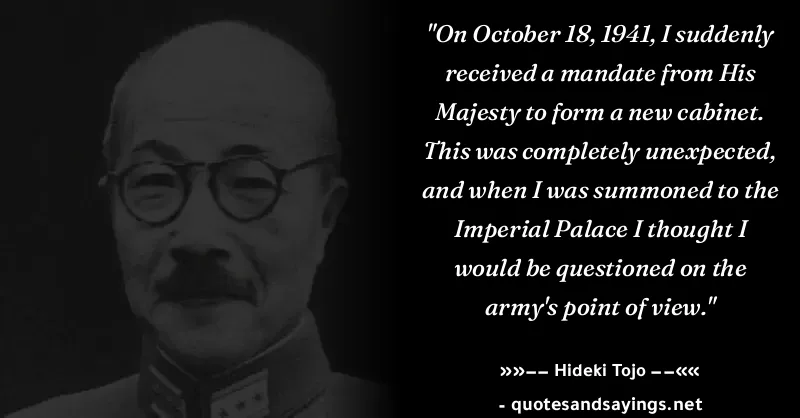 "On October 18, 1941, I suddenly
received a mandate from His
Majesty to form a new cabinet.
This was completely unexpected,
and when I was summoned to the
Imperial Palace I thought I
would be questioned on the
army's point of view."
»»–– Hideki Tojo ––««
- quotesandsayings.net